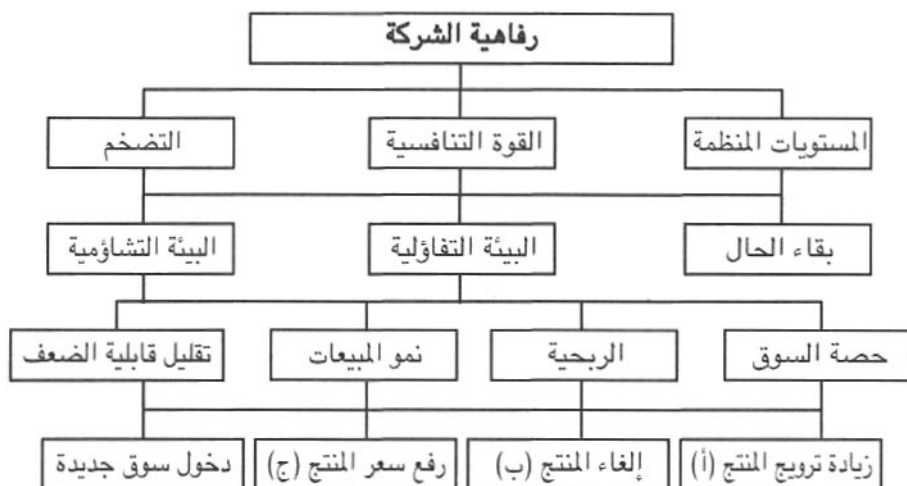 رفاهية الشركة
المستويات المنظمة
القوة التنافسية
التضخم
بقاء الحال
البيئة التفاؤلية
البيئة التشاؤمية
حصة السوق
الربحية
نمو المبيعات
تقليل قابلية الضعف
زيادة ترويج المنتج (أ)
إلغاء المنتج (ب)
رفع سعر المنتج (ج)
دخول سوق جديدة